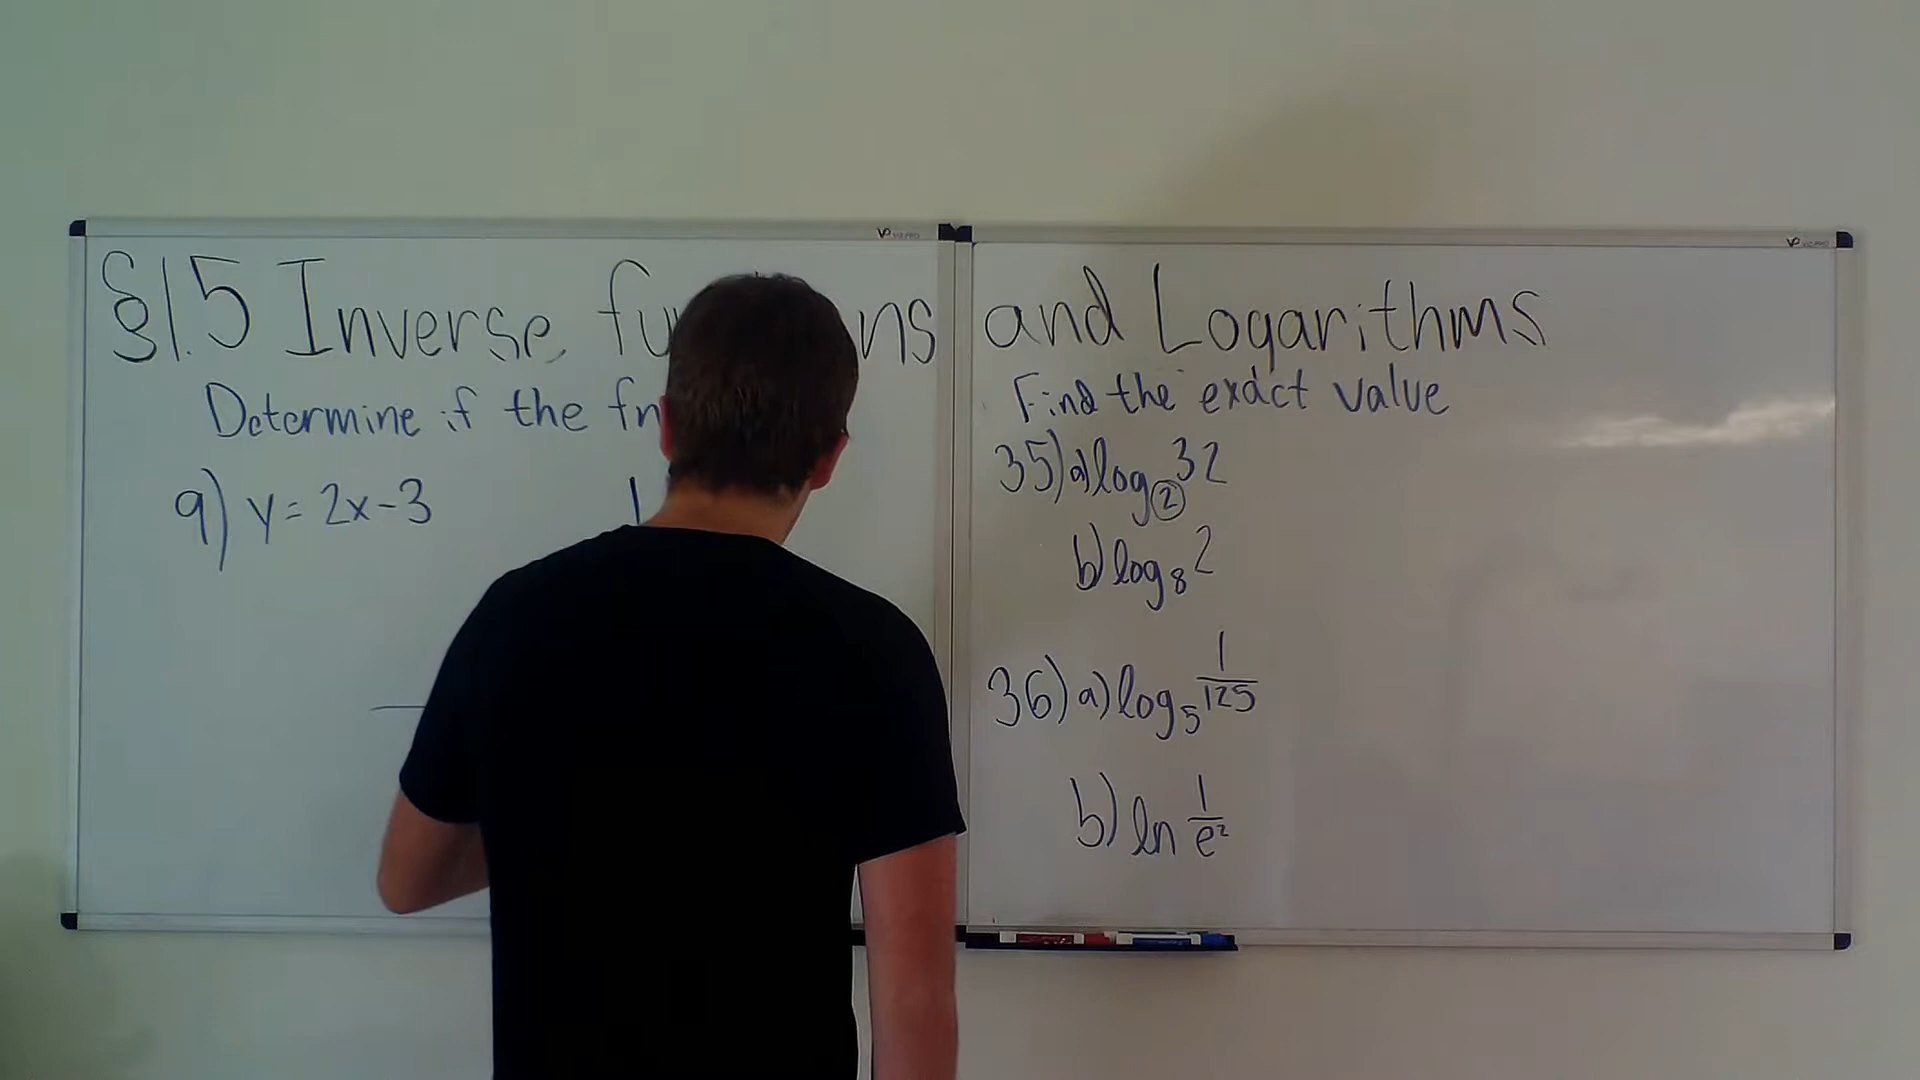 §1.5 Inverse fu ns and Logarithms
Determine if the fn
9) y = 2x-3
Find the exact value
35) a) log₂ 32
b) log₈ 2
36) a) log₅ 1/125
b) ln 1/e²